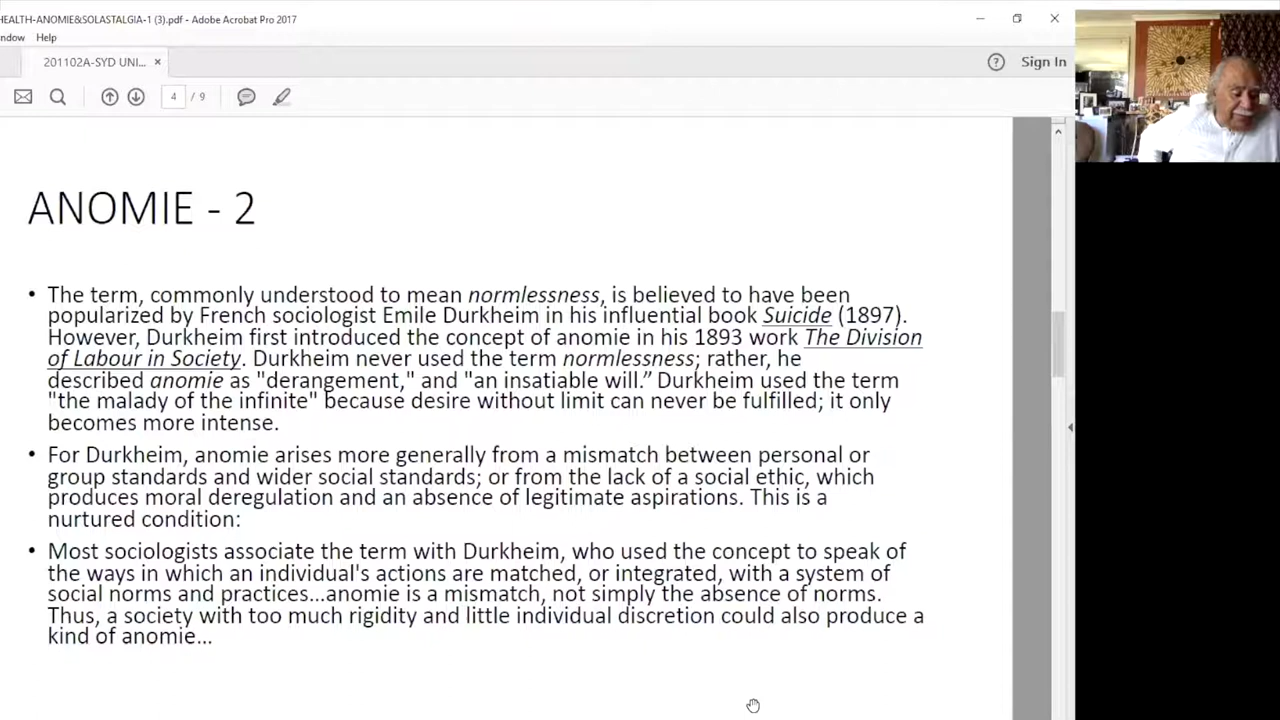 HEALTH-ANOMIE&SOLASTALGIA-1 (3).pdf - Adobe Acrobat Pro 2017
ndow Help
201102A-SYD UNI... ×
? Sign In
4 / 9
ANOMIE - 2
• The term, commonly understood to mean normlessness, is believed to have been
popularized by French sociologist Emile Durkheim in his influential book Suicide (1897).
However, Durkheim first introduced the concept of anomie in his 1893 work The Division
of Labour in Society. Durkheim never used the term normlessness; rather, he
described anomie as "derangement," and "an insatiable will.” Durkheim used the term
"the malady of the infinite" because desire without limit can never be fulfilled; it only
becomes more intense.
• For Durkheim, anomie arises more generally from a mismatch between personal or
group standards and wider social standards; or from the lack of a social ethic, which
produces moral deregulation and an absence of legitimate aspirations. This is a
nurtured condition:
• Most sociologists associate the term with Durkheim, who used the concept to speak of
the ways in which an individual's actions are matched, or integrated, with a system of
social norms and practices...anomie is a mismatch, not simply the absence of norms.
Thus, a society with too much rigidity and little individual discretion could also produce a
kind of anomie...